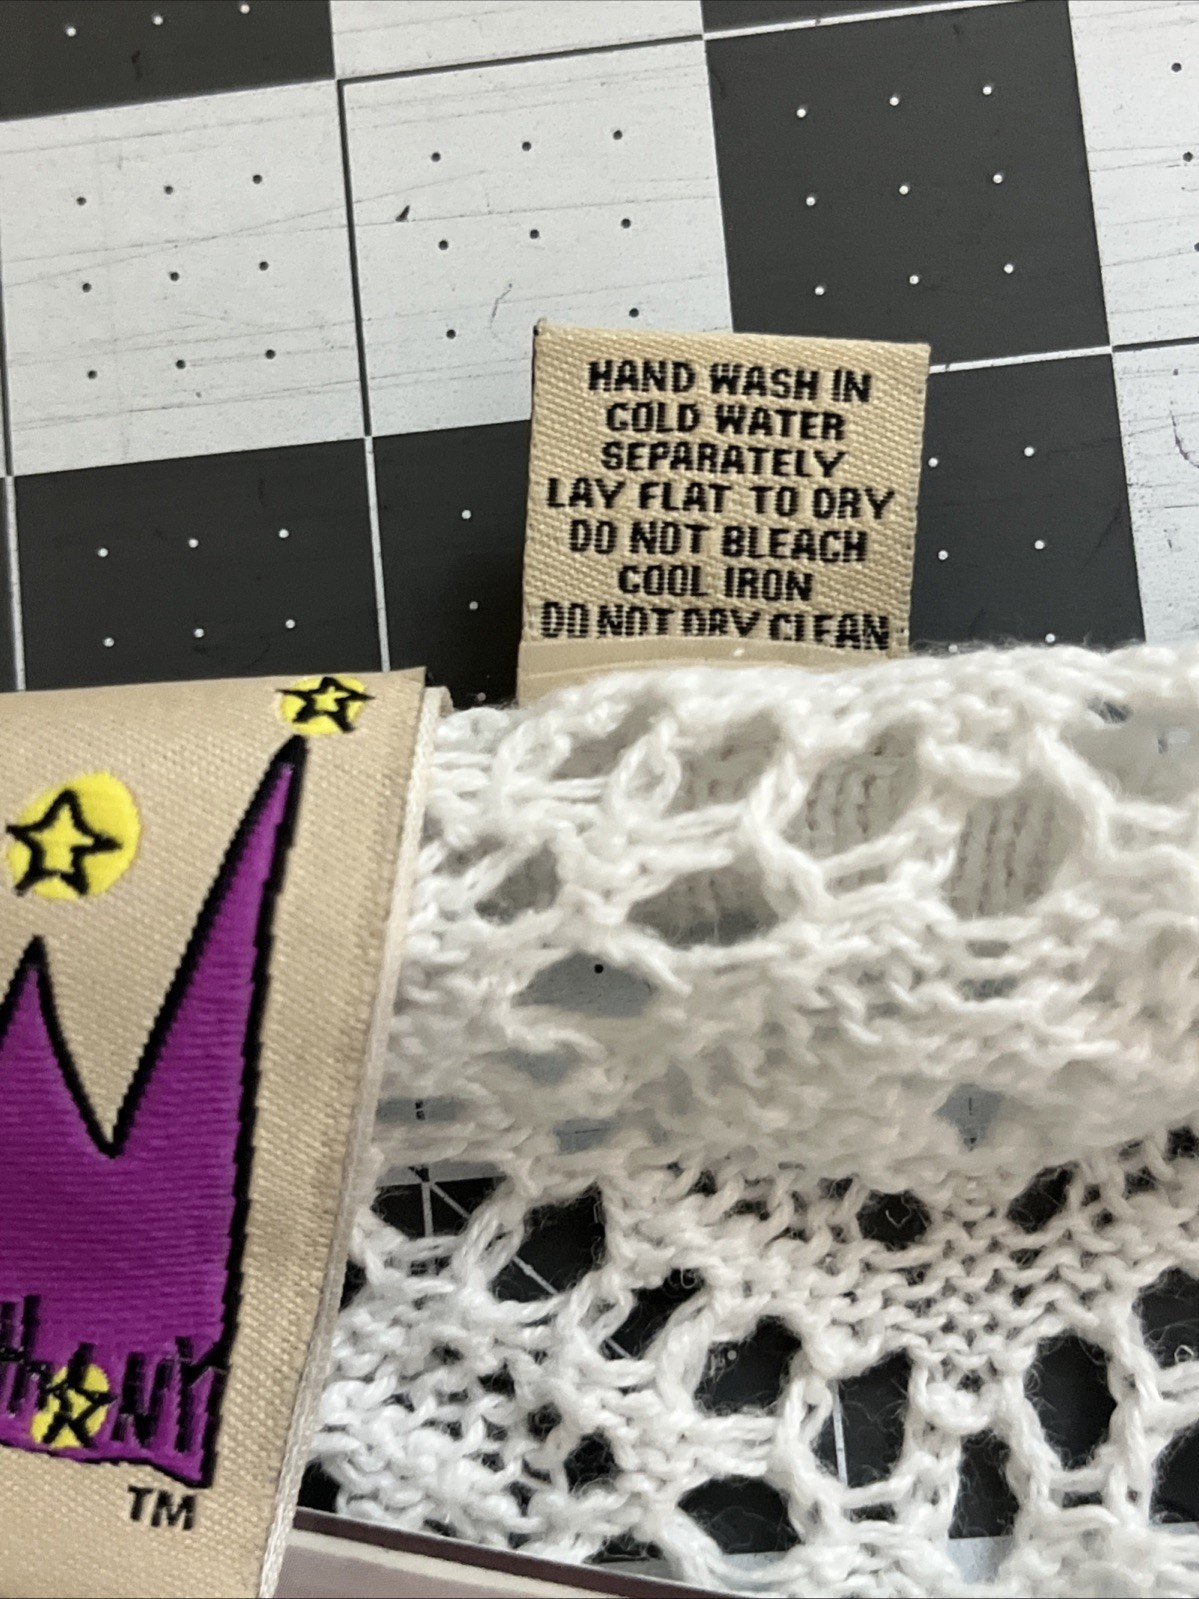 HAND WASH IN
COLD WATER
SEPARATELY
LAY FLAT TO DRY
DO NOT BLEACH
COOL IRON
DO NOT DRY CLEAN
TM